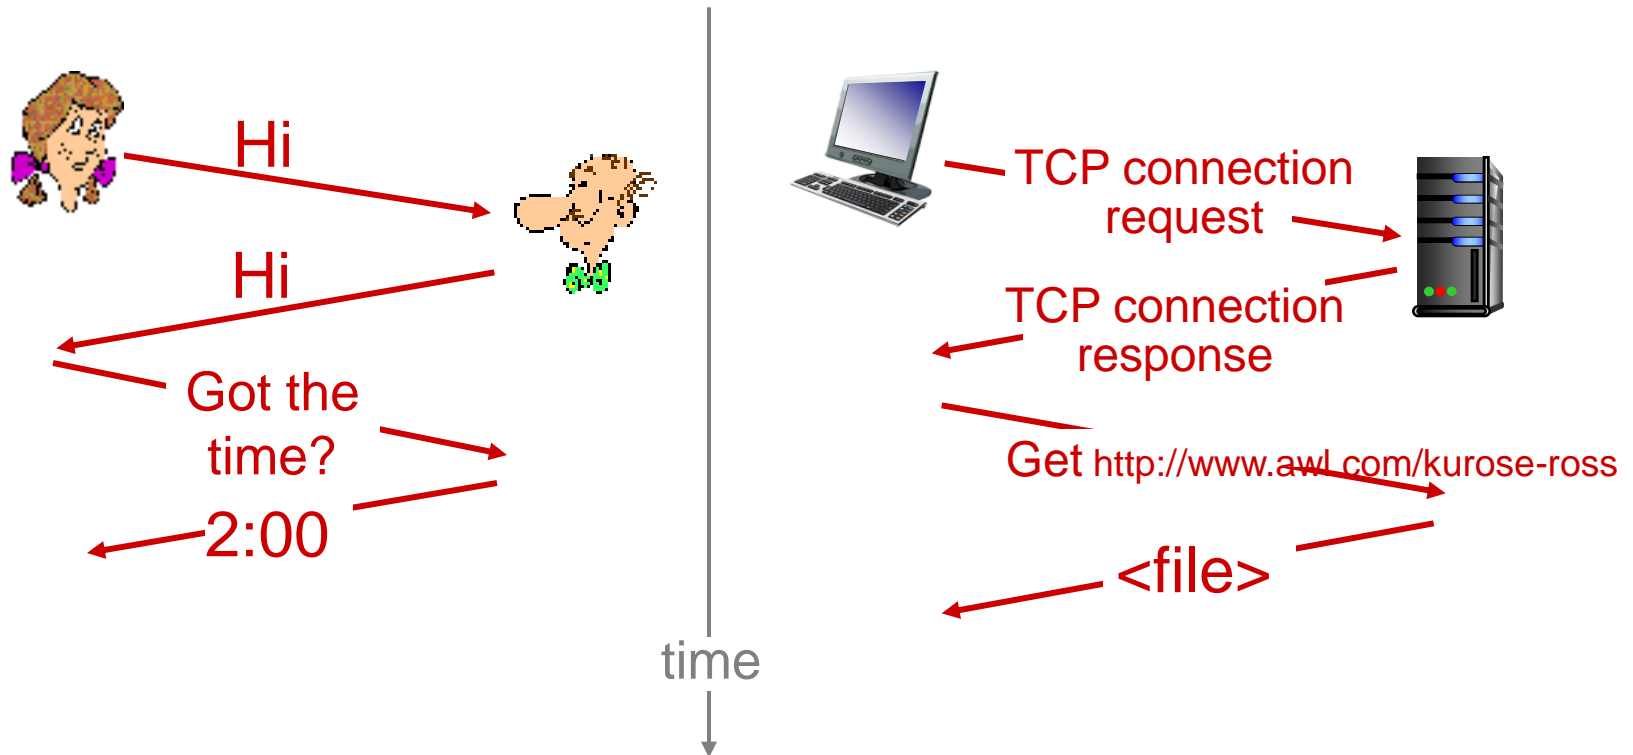 Hi
Hi
Got the
time?
2:00
time
TCP connection
request
TCP connection
response
Get http://www.awl.com/kurose-ross
<file>